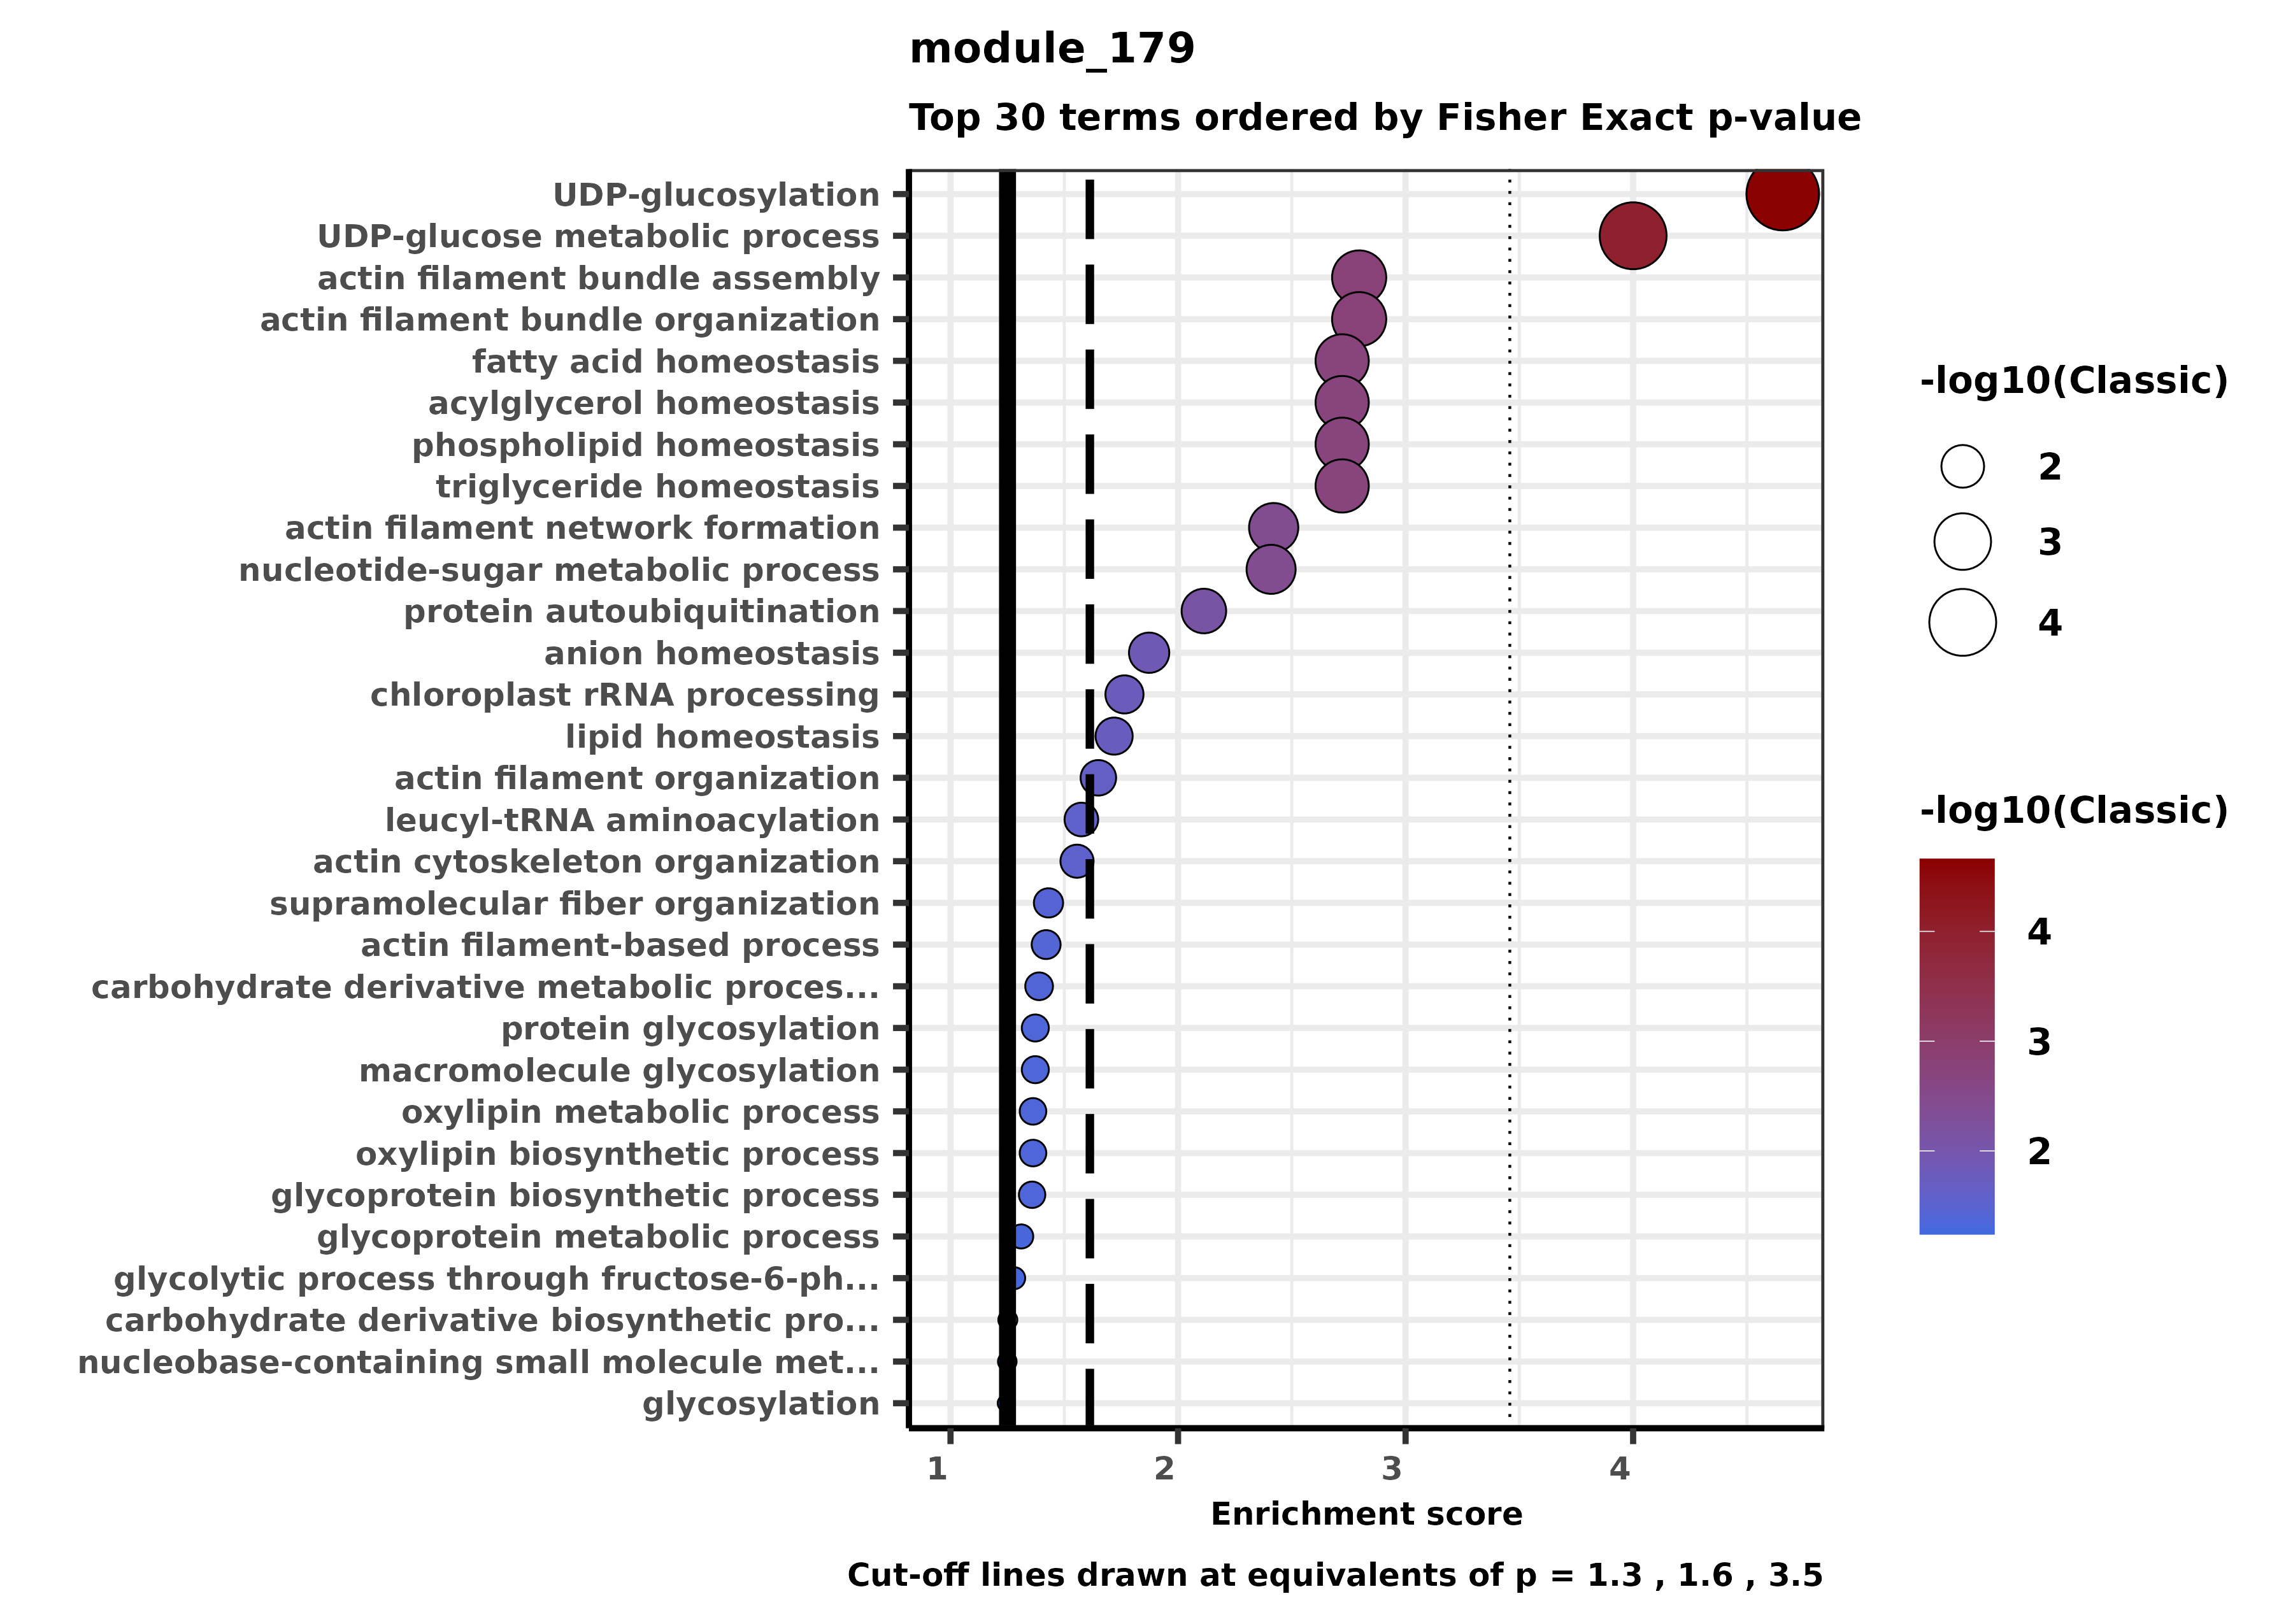 module_179
Top 30 terms ordered by Fisher Exact p-value
UDP-glucosylation
UDP-glucose metabolic process
actin filament bundle assembly
actin filament bundle organization
fatty acid homeostasis
acylglycerol homeostasis
phospholipid homeostasis
triglyceride homeostasis
actin filament network formation
nucleotide-sugar metabolic process
protein autoubiquitination
anion homeostasis
chloroplast rRNA processing
lipid homeostasis
actin filament organization
leucyl-tRNA aminoacylation
actin cytoskeleton organization
supramolecular fiber organization
actin filament-based process
carbohydrate derivative metabolic proces...
protein glycosylation
macromolecule glycosylation
oxylipin metabolic process
oxylipin biosynthetic process
glycoprotein biosynthetic process
glycoprotein metabolic process
glycolytic process through fructose-6-ph...
carbohydrate derivative biosynthetic pro...
nucleobase-containing small molecule met...
glycosylation
1 2 3 4
Enrichment score
Cut-off lines drawn at equivalents of p = 1.3 , 1.6 , 3.5
-log10(Classic)
2
3
4
-log10(Classic)
4
3
2